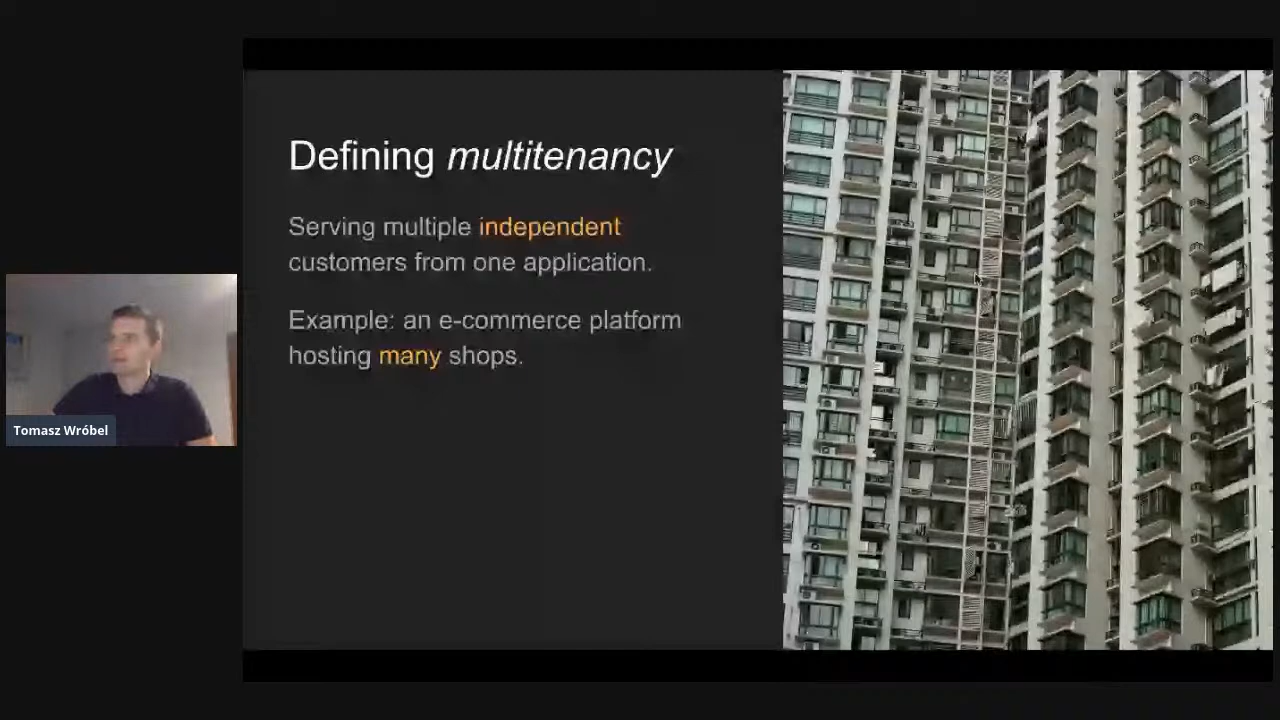 Defining multitenancy
Serving multiple independent
customers from one application.
Example: an e-commerce platform
hosting many shops.
Tomasz Wróbel